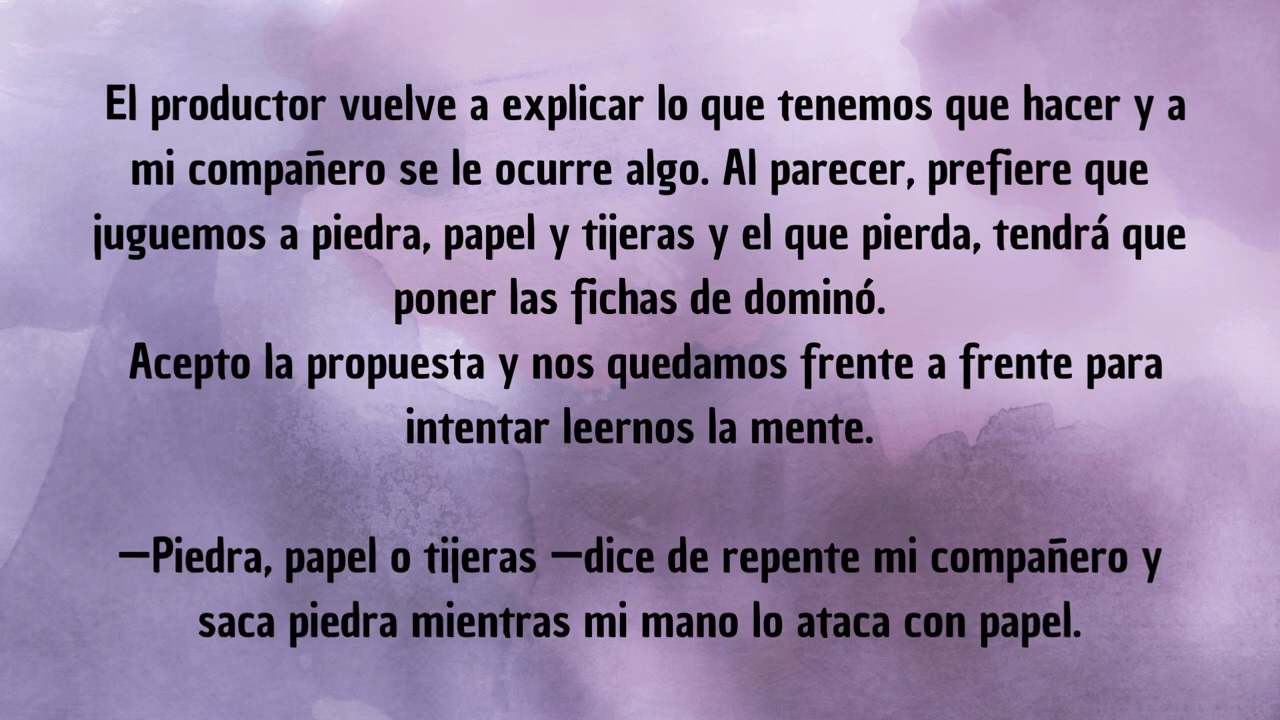 El productor vuelve a explicar lo que tenemos que hacer y a
mi compañero se le ocurre algo. Al parecer, prefiere que
juguemos a piedra, papel y tijeras y el que pierda, tendrá que
poner las fichas de dominó.
Acepto la propuesta y nos quedamos frente a frente para
intentar leernos la mente.
—Piedra, papel o tijeras —dice de repente mi compañero y
saca piedra mientras mi mano lo ataca con papel.